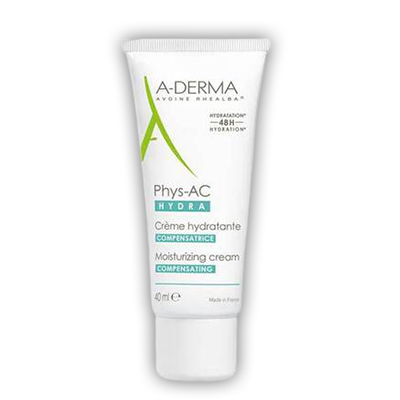 A-DERMA
AVOINE RHEALBA®
HYDRATATION*
48H
HYDRATION*
Phys-AC
HYDRA
Crème hydratante
COMPENSATRICE
Moisturizing cream
COMPENSATING
40 ml ℮
Made in France